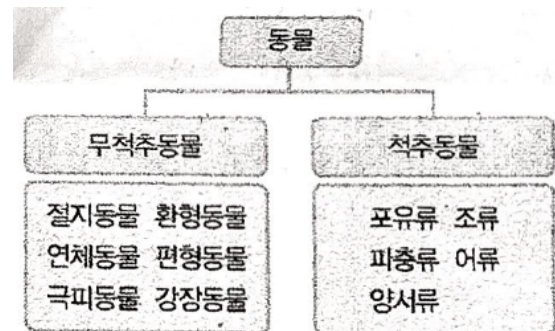 동물
무척추동물
척추동물
절지동물 환형동물
연체동물 편형동물
극피동물 강장동물
포유류 조류
파충류 어류
양서류